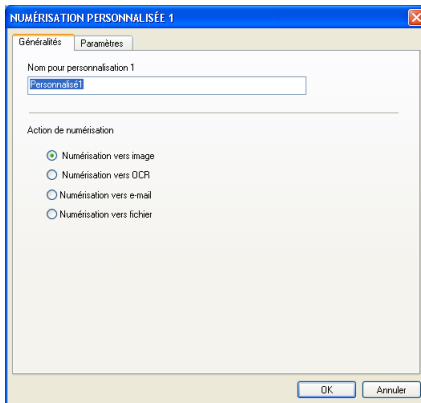 NUMÉRISATION PERSONNALISÉE 1
Généralités Paramètres
Nom pour personnalisation 1
Personnalisé1
Action de numérisation
Numérisation vers image
Numérisation vers OCR
Numérisation vers e-mail
Numérisation vers fichier
OK Annuler